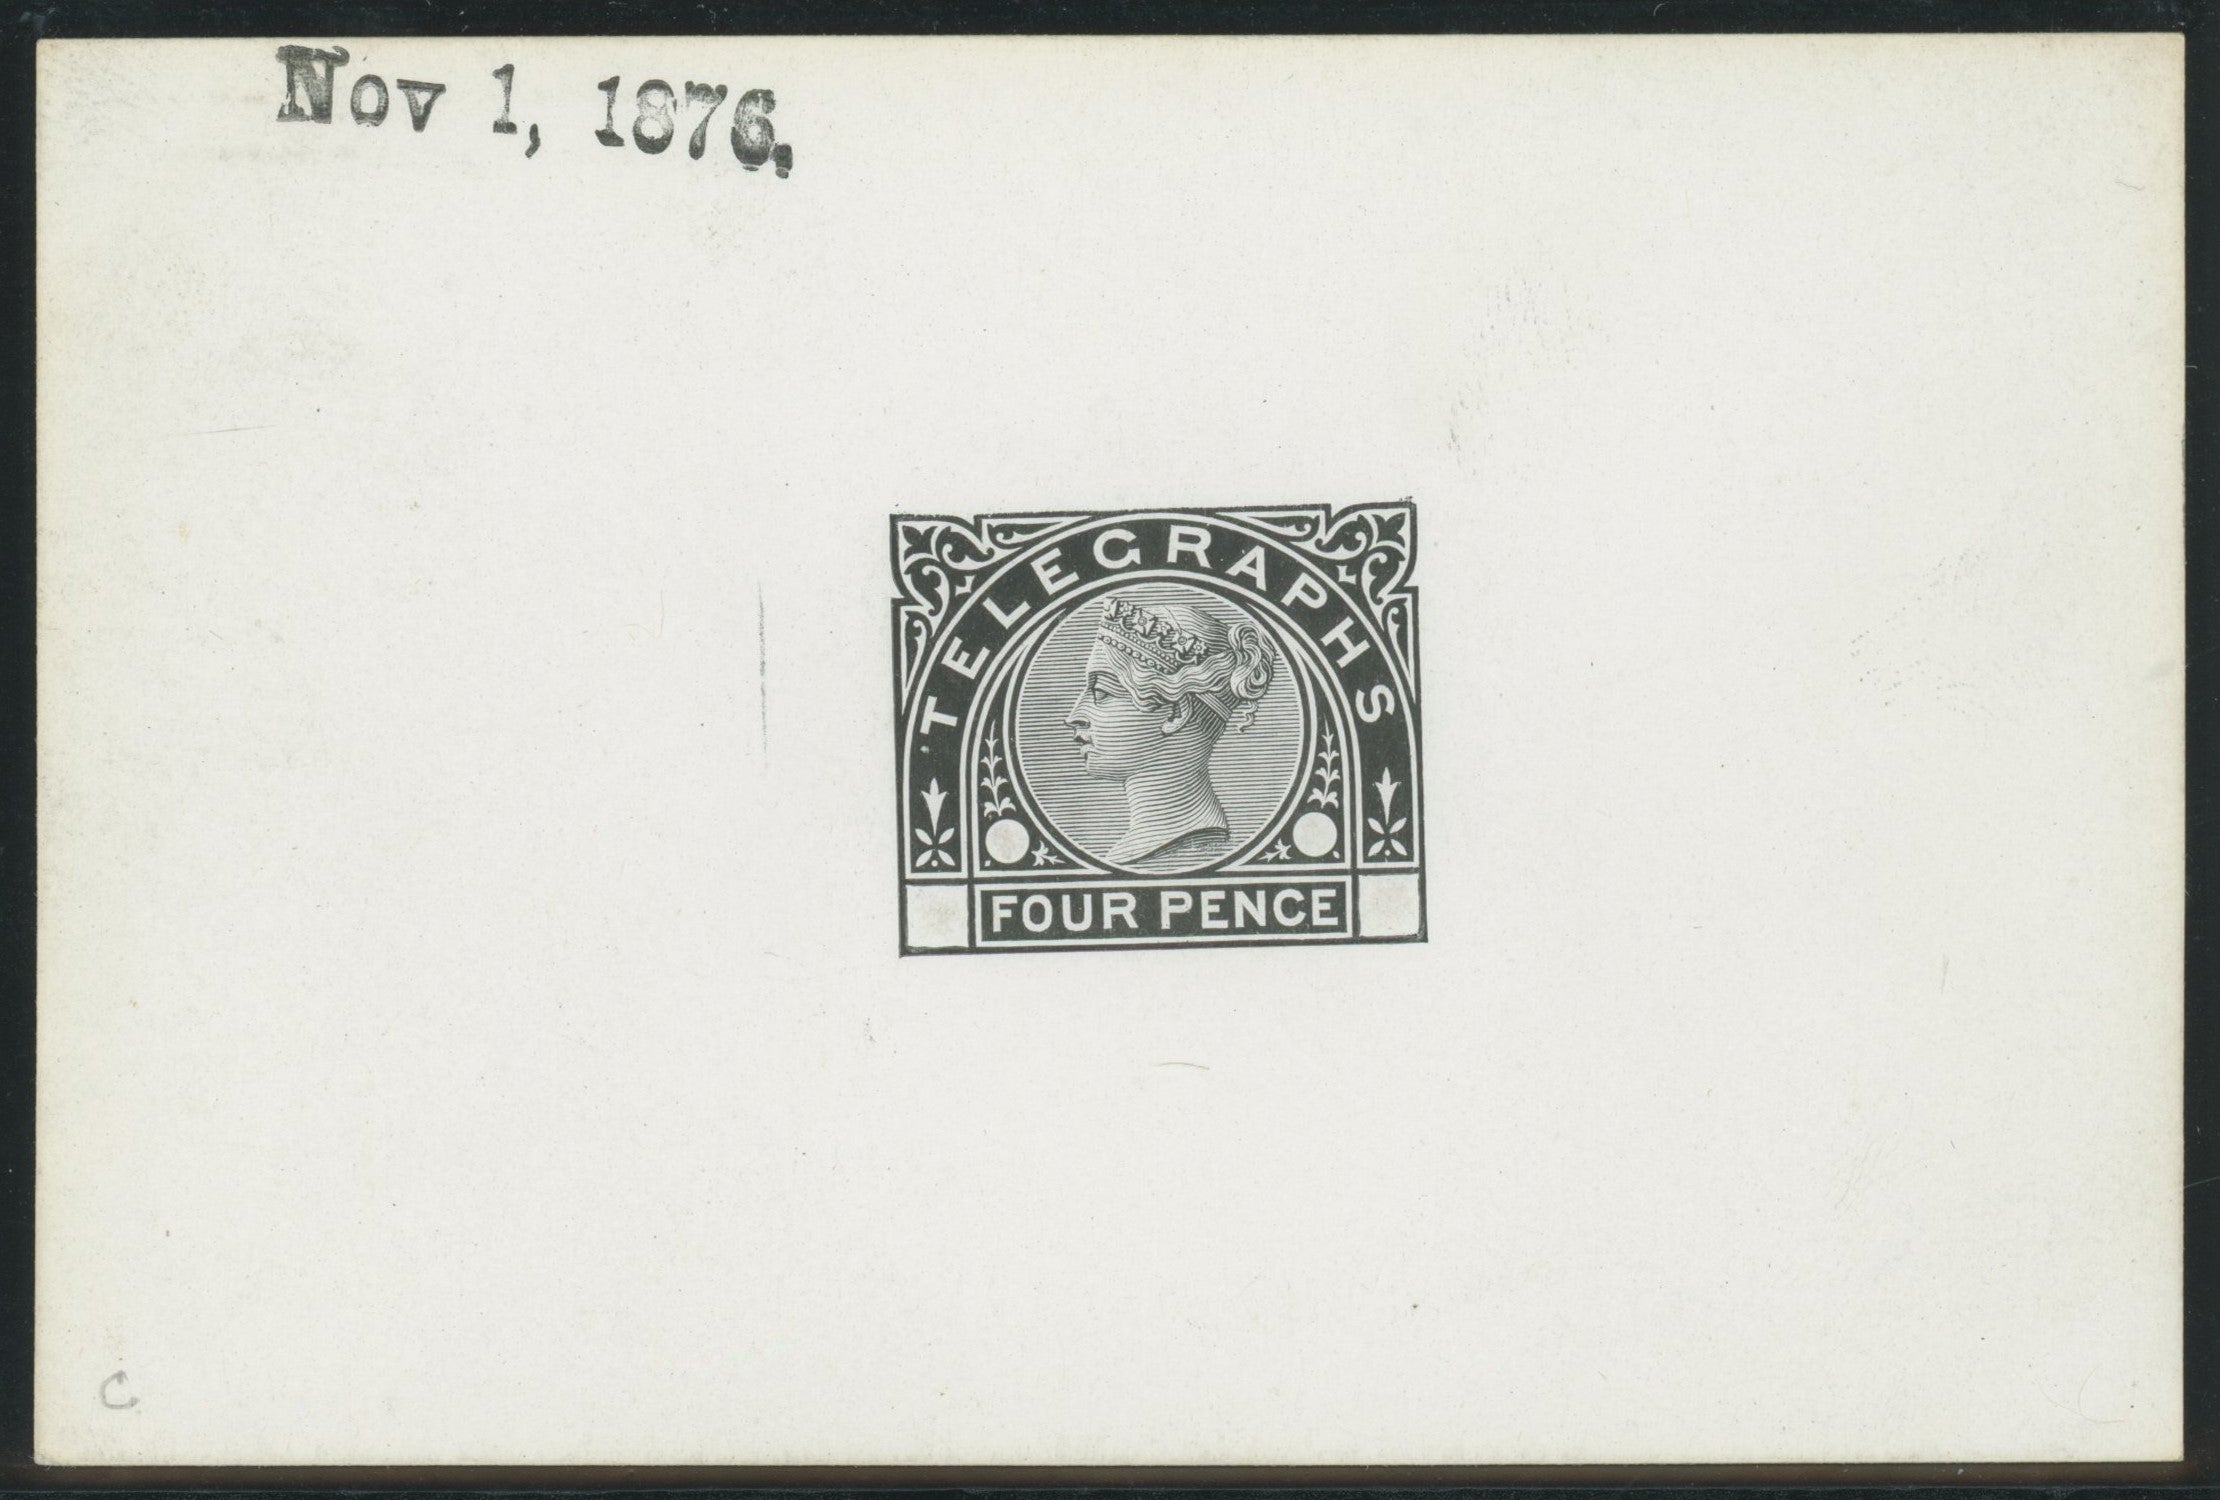 Nov 1, 1876.
TELEGRAPHS
FOUR PENCE
C